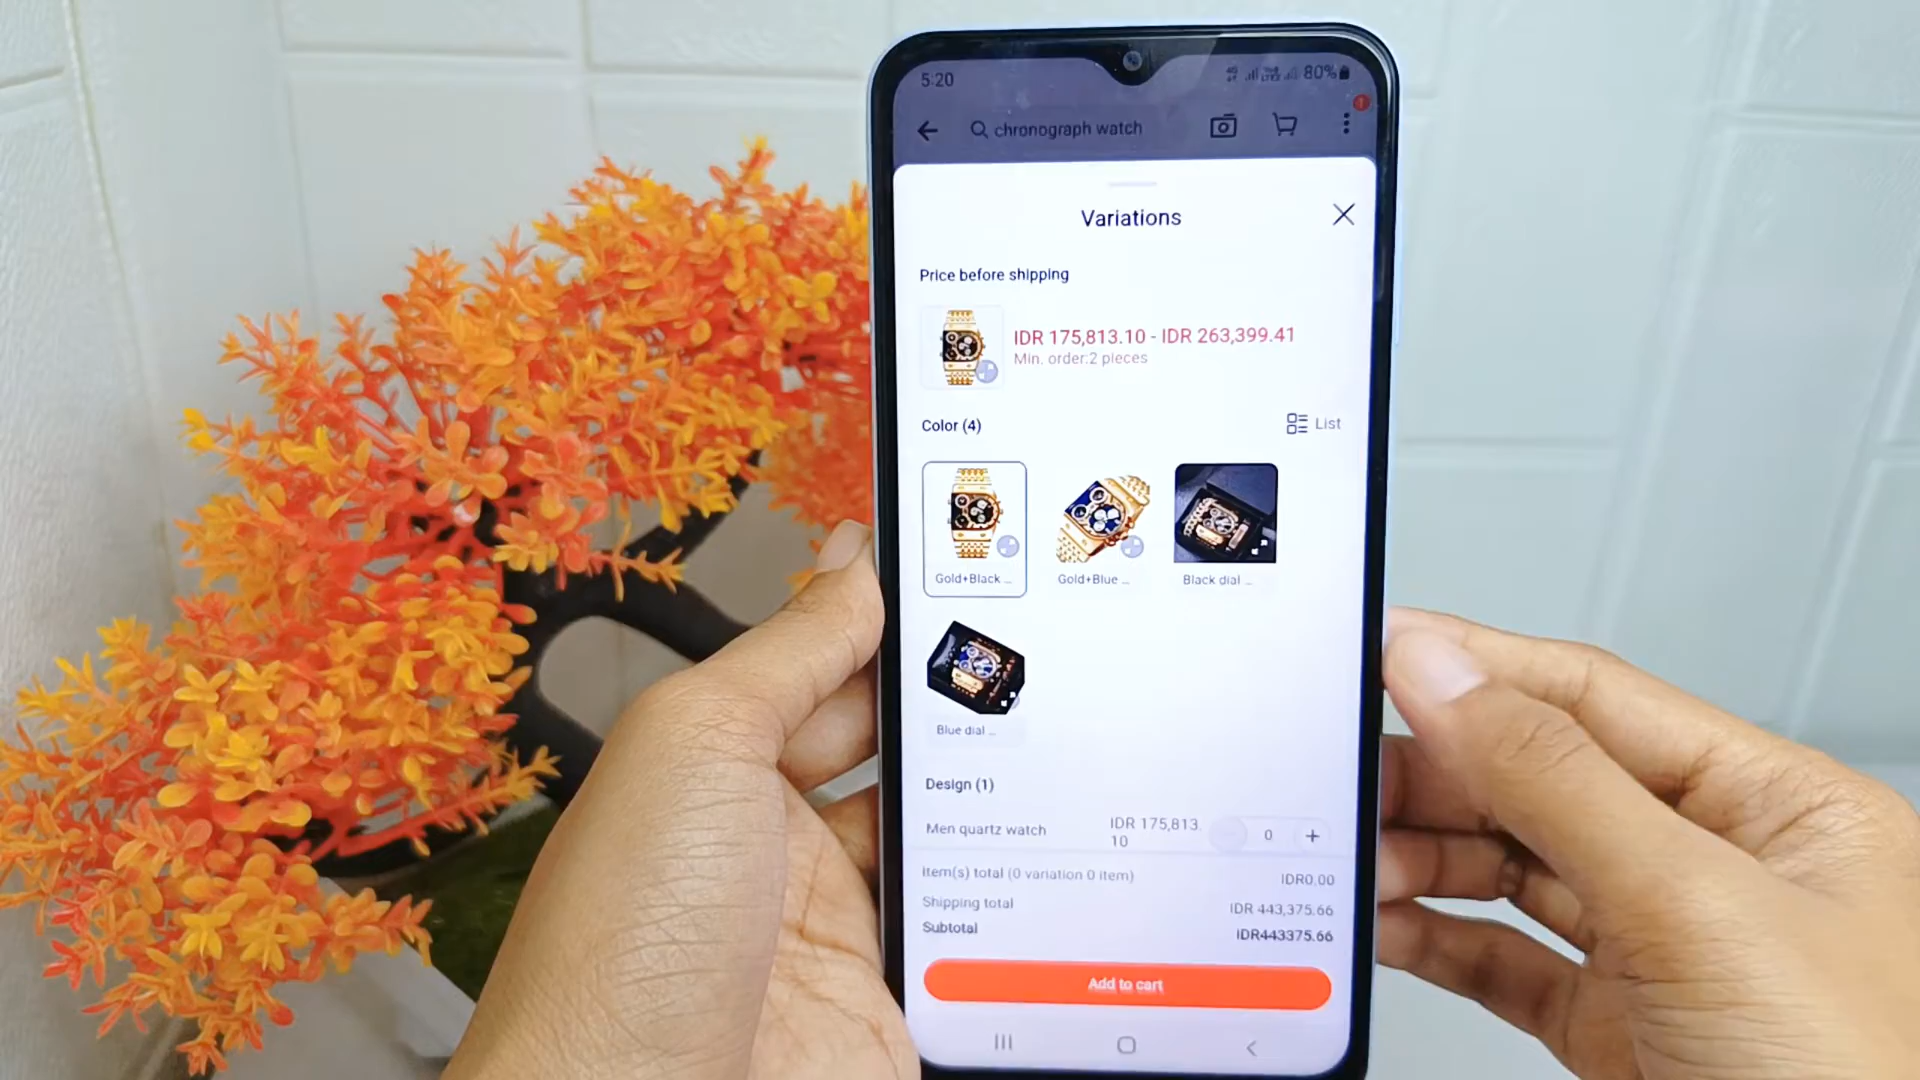 5:20
80%
chronograph watch
Variations
Price before shipping
IDR 175,813.10 - IDR 263,399.41
Min. order:2 pieces
Color (4)
List
Gold+Black ...
Gold+Blue ...
Black dial ...
Blue dial ...
Design (1)
Men quartz watch
IDR 175,813.
10
0
Item(s) total (0 variation 0 item)
IDR0.00
Shipping total
IDR 443,375.66
Subtotal
IDR443375.66
Add to cart